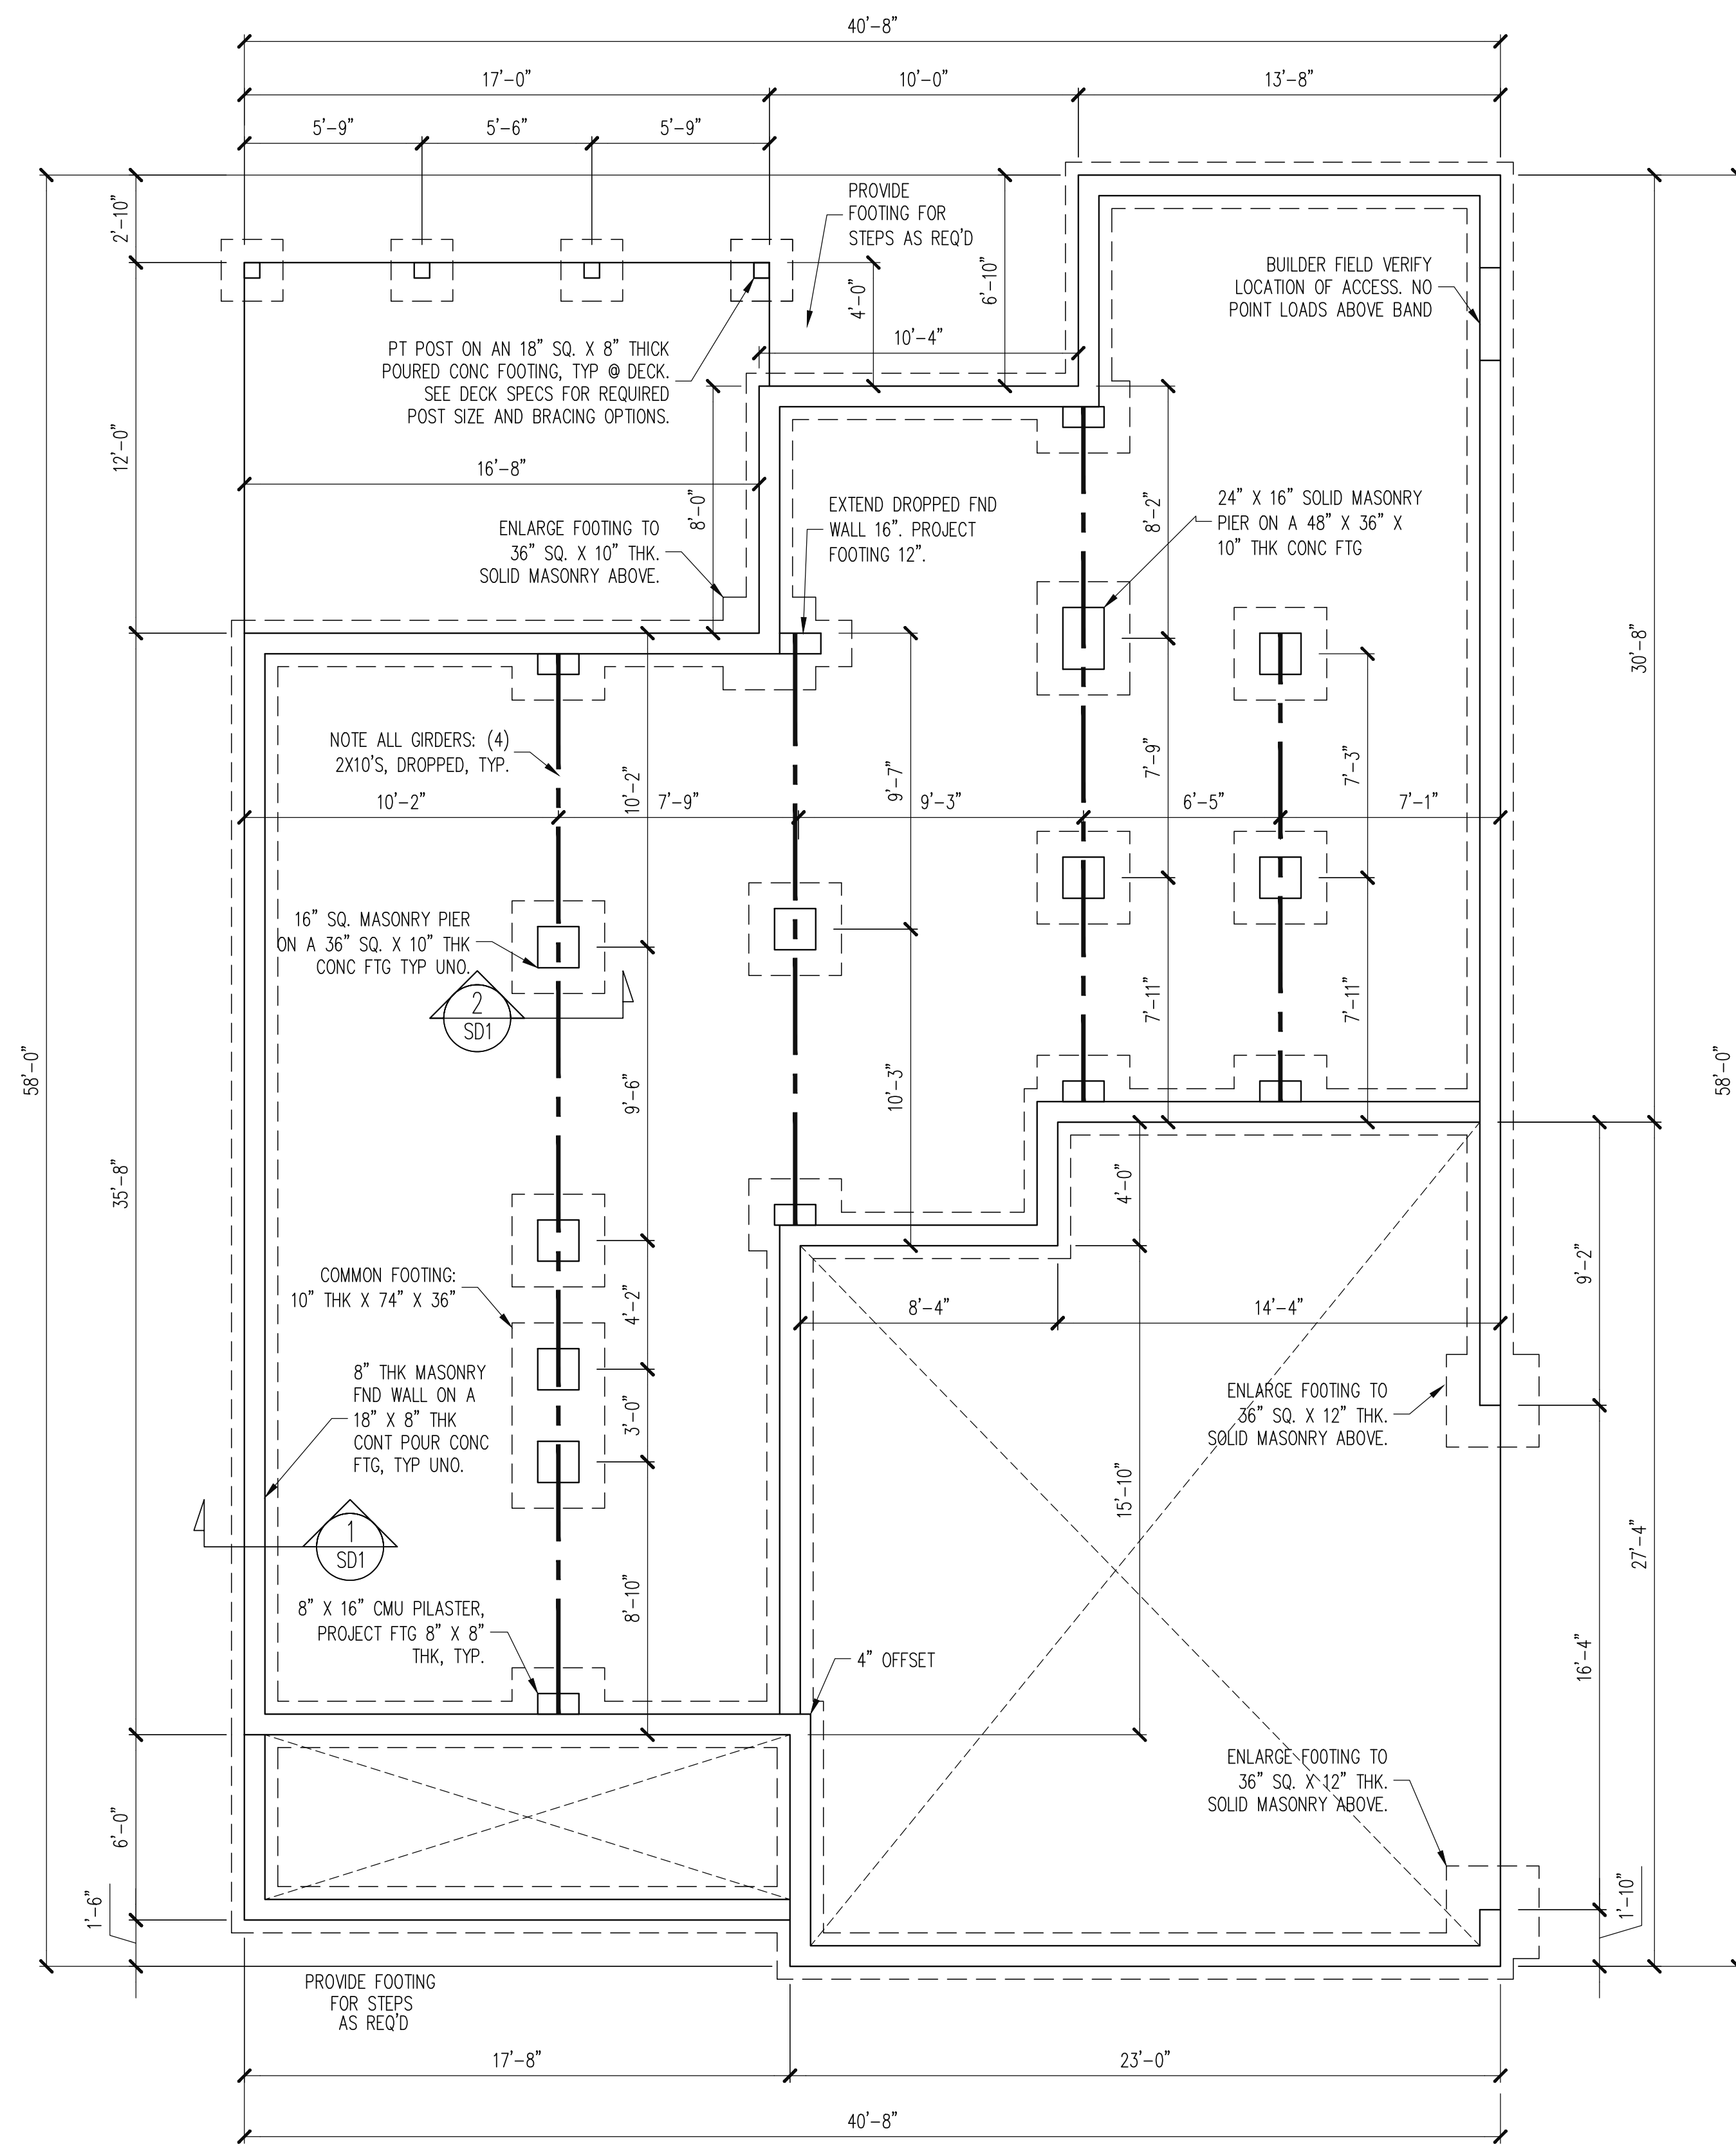 40'-8"
17'-0"
10'-0"
13'-8"
5'-9"
5'-6"
5'-9"
2'-10"
PROVIDE
FOOTING FOR
STEPS AS REQ'D
4'-0"
6'-10"
BUILDER FIELD VERIFY
LOCATION OF ACCESS. NO
POINT LOADS ABOVE BAND
10'-4"
PT POST ON AN 18" SQ. X 8" THICK
POURED CONC FOOTING, TYP @ DECK.
SEE DECK SPECS FOR REQUIRED
POST SIZE AND BRACING OPTIONS.
12'-0"
16'-8"
8'-0"
ENLARGE FOOTING TO
36" SQ. X 10" THK.
SOLID MASONRY ABOVE.
EXTEND DROPPED FND
WALL 16". PROJECT
FOOTING 12".
8'-2"
24" X 16" SOLID MASONRY
PIER ON A 48" X 36" X
10" THK CONC FTG
30'-8"
NOTE ALL GIRDERS: (4)
2X10'S, DROPPED, TYP.
10'-2"
9'-7"
7'-9"
7'-3"
10'-2"
7'-9"
9'-3"
6'-5"
7'-1"
16" SQ. MASONRY PIER
ON A 36" SQ. X 10" THK
CONC FTG TYP UNO.
2
SD1
7'-11"
7'-11"
58'-0"
58'-0"
9'-6"
10'-3"
35'-8"
4'-0"
9'-2"
COMMON FOOTING:
10" THK X 74" X 36"
4'-2"
8'-4"
14'-4"
8" THK MASONRY
FND WALL ON A
18" X 8" THK
CONT POUR CONC
FTG, TYP UNO.
3'-0"
ENLARGE FOOTING TO
36" SQ. X 12" THK.
SOLID MASONRY ABOVE.
15'-10"
27'-4"
1
SD1
8'-10"
8" X 16" CMU PILASTER,
PROJECT FTG 8" X 8"
THK, TYP.
4" OFFSET
16'-4"
ENLARGE FOOTING TO
36" SQ. X 12" THK.
SOLID MASONRY ABOVE.
6'-0"
1'-6"
1'-10"
PROVIDE FOOTING
FOR STEPS
AS REQ'D
17'-8"
23'-0"
40'-8"